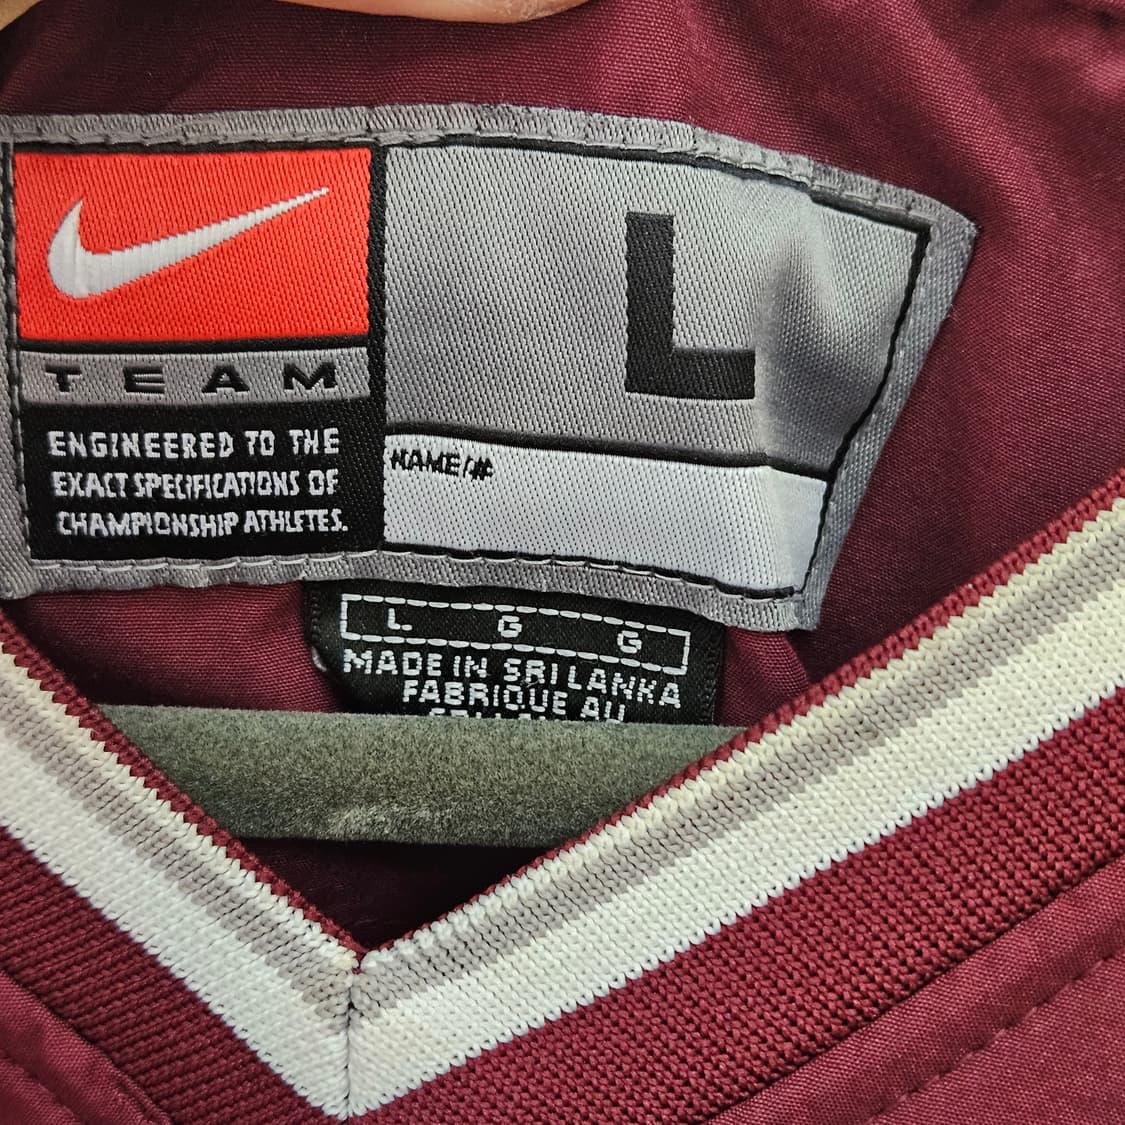 L
TEAM
ENGINEERED TO THE
EXACT SPECIFICATIONS OF
CHAMPIONSHIP ATHLETES.
NAME/#
L G G
MADE IN SRI LANKA
FABRIQUE AU